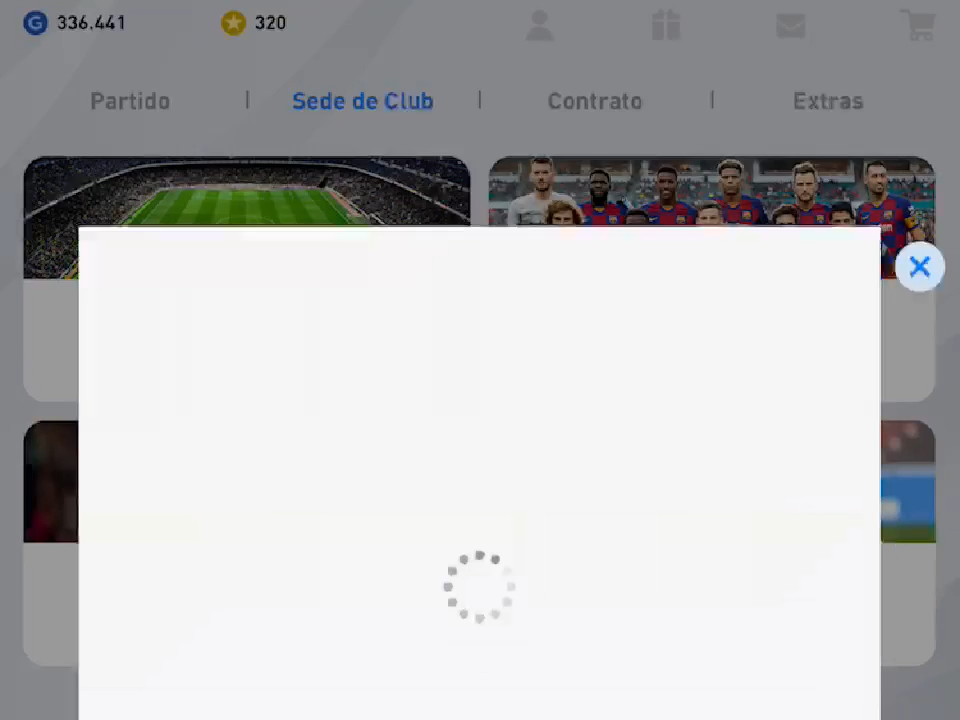 G 336.441 320
Partido | Sede de Club | Contrato | Extras